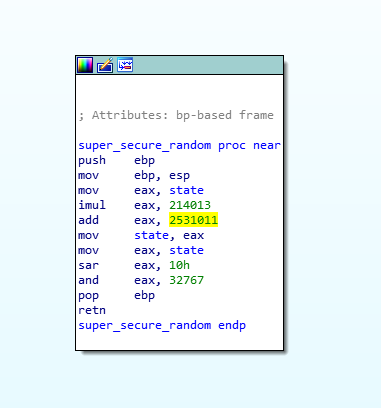 ; Attributes: bp-based frame
super_secure_random proc near
push ebp
mov ebp, esp
mov eax, state
imul eax, 214013
add eax, 2531011
mov state, eax
mov eax, state
sar eax, 10h
and eax, 32767
pop ebp
retn
super_secure_random endp